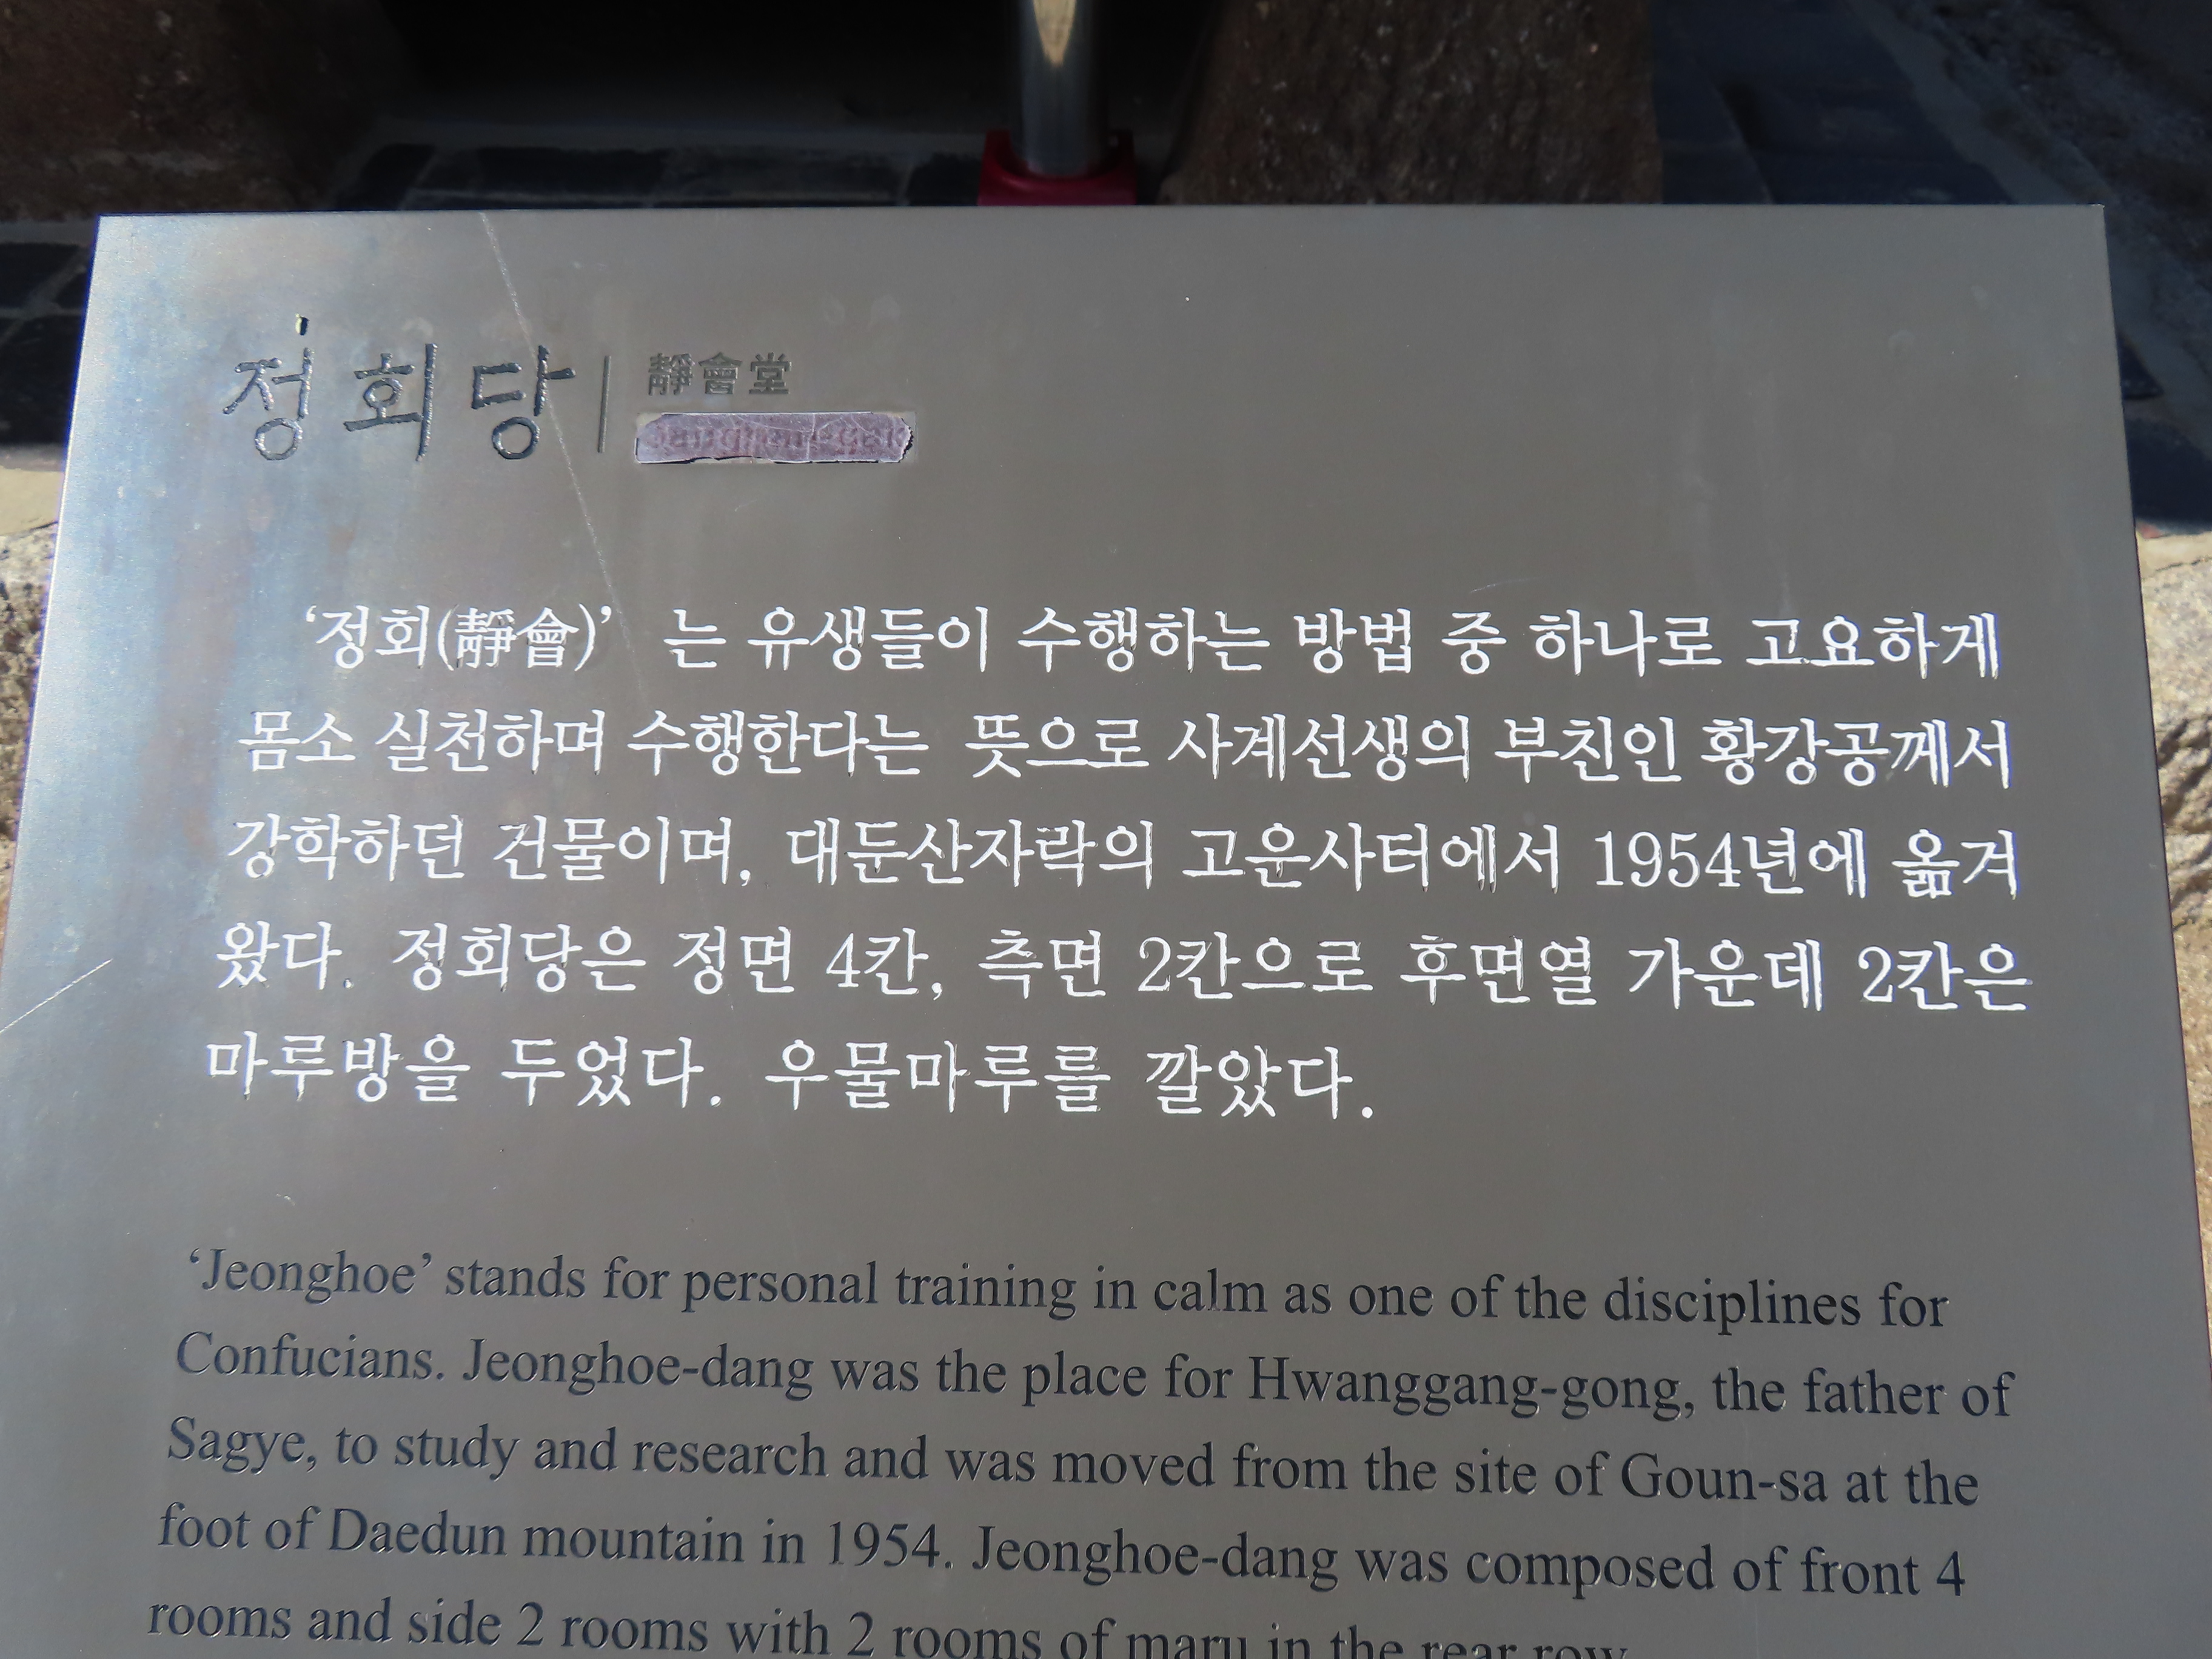 정회당
靜會堂
‘정회(靜會)’ 는 유생들이 수행하는 방법 중 하나로 고요하게
몸소 실천하며 수행한다는 뜻으로 사계선생의 부친인 황강공께서
강학하던 건물이며, 대둔산자락의 고운사터에서 1954년에 옮겨
왔다. 정회당은 정면 4칸, 측면 2칸으로 후면열 가운데 2칸은
마루방을 두었다. 우물마루를 깔았다.
‘Jeonghoe’ stands for personal training in calm as one of the disciplines for
Confucians. Jeonghoe-dang was the place for Hwanggang-gong, the father of
Sagye, to study and research and was moved from the site of Goun-sa at the
foot of Daedun mountain in 1954. Jeonghoe-dang was composed of front 4
rooms and side 2 rooms with 2 rooms of maru in the rear row